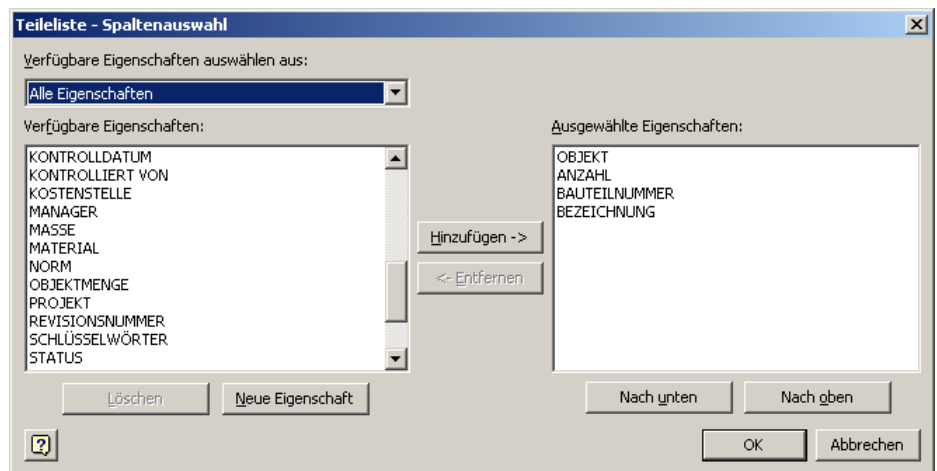 Teileliste - Spaltenauswahl
Verfügbare Eigenschaften auswählen aus:
Alle Eigenschaften
Verfügbare Eigenschaften:
KONTROLLDATUM
KONTROLLIERT VON
KOSTENSTELLE
MANAGER
MASSE
MATERIAL
NORM
OBJEKTMENGE
PROJEKT
REVISIONSNUMMER
SCHLÜSSELWÖRTER
STATUS
Löschen
Neue Eigenschaft
Hinzufügen ->
<- Entfernen
Ausgewählte Eigenschaften:
OBJEKT
ANZAHL
BAUTEILNUMMER
BEZEICHNUNG
Nach unten
Nach oben
?
OK
Abbrechen